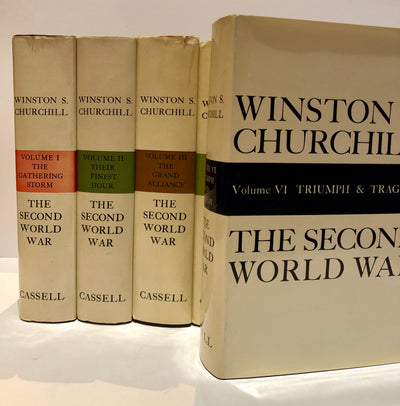 WINSTON S.
CHURCHILL
VOLUME I
THE
GATHERING
STORM
THE
SECOND
WORLD
WAR
CASSELL
WINSTON S.
CHURCHILL
VOLUME II
THEIR
FINEST
HOUR
THE
SECOND
WORLD
WAR
CASSELL
WINSTON S.
CHURCHILL
VOLUME III
THE
GRAND
ALLIANCE
THE
SECOND
WORLD
WAR
CASSELL
WINSTON
CHURCHILL
Volume VI TRIUMPH & TRAG
THE SECOND
WORLD WAR